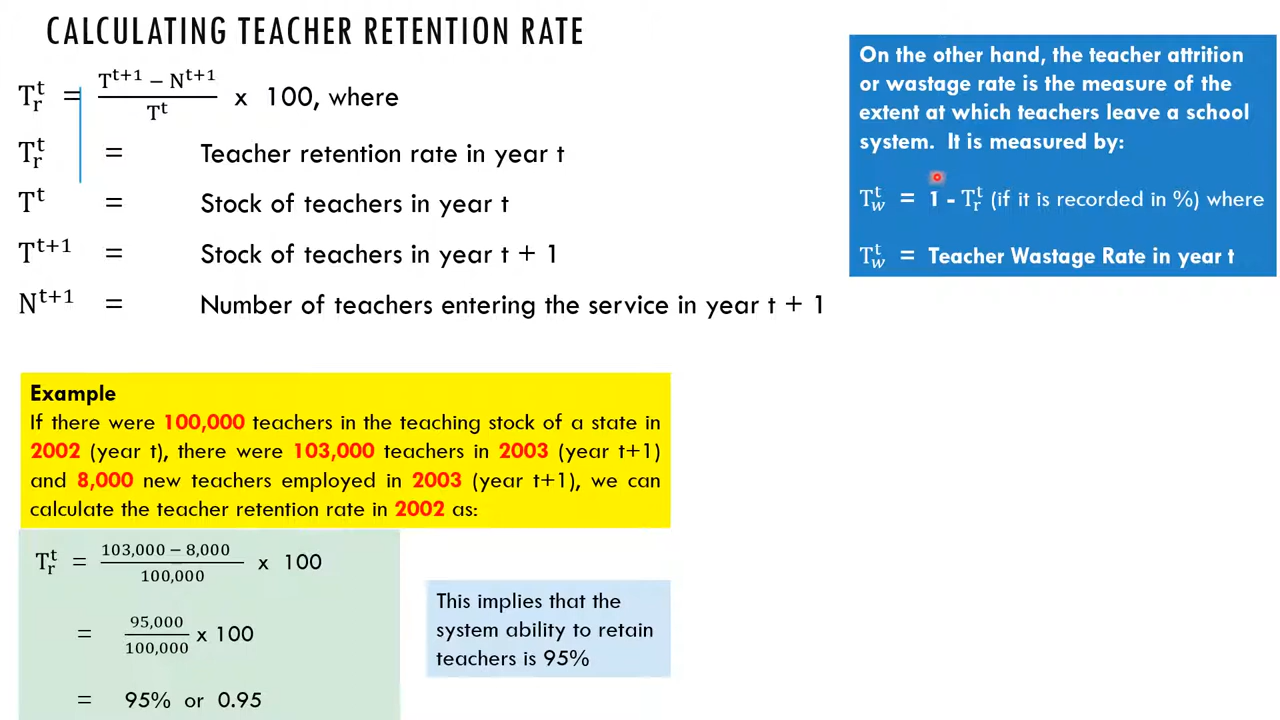 CALCULATING TEACHER RETENTION RATE
T_r^t = (T^{t+1} − N^{t+1}) / T^t x 100, where
T_r^t = Teacher retention rate in year t
T^t = Stock of teachers in year t
T^{t+1} = Stock of teachers in year t + 1
N^{t+1} = Number of teachers entering the service in year t + 1
On the other hand, the teacher attrition
or wastage rate is the measure of the
extent at which teachers leave a school
system. It is measured by:
T_w^t = 1 - T_r^t (if it is recorded in %) where
T_w^t = Teacher Wastage Rate in year t
Example
If there were 100,000 teachers in the teaching stock of a state in
2002 (year t), there were 103,000 teachers in 2003 (year t+1)
and 8,000 new teachers employed in 2003 (year t+1), we can
calculate the teacher retention rate in 2002 as:
T_r^t = (103,000 − 8,000) / 100,000 x 100
= 95,000 / 100,000 x 100
= 95% or 0.95
This implies that the
system ability to retain
teachers is 95%